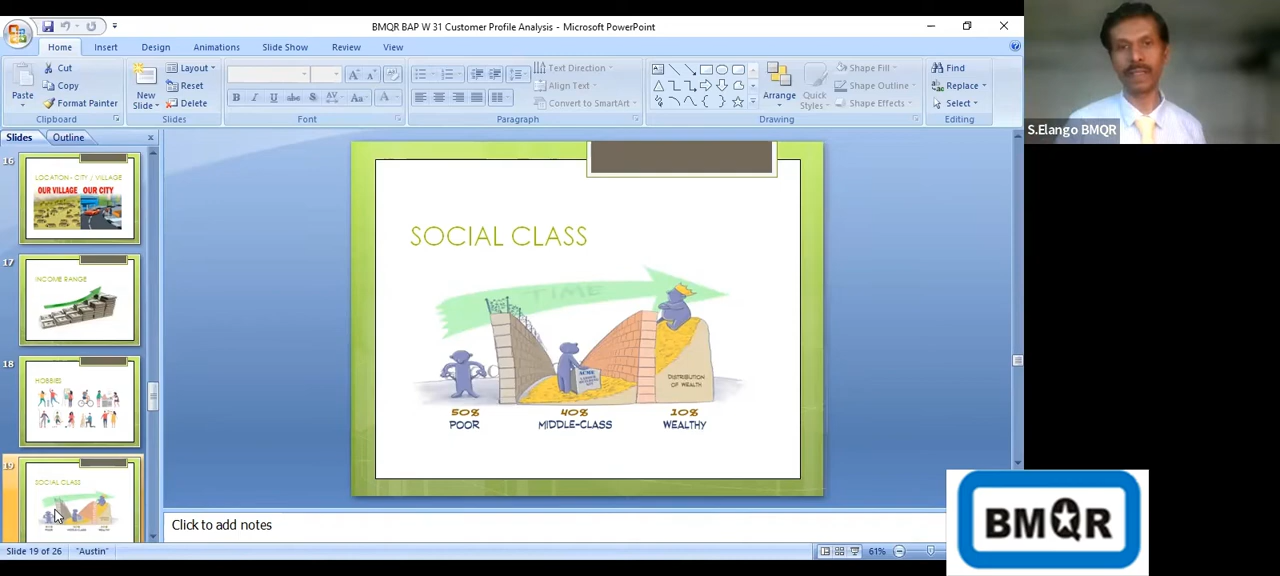 BMQR BAP W 31 Customer Profile Analysis - Microsoft PowerPoint
Home Insert Design Animations Slide Show Review View
Cut
Copy
Format Painter
Paste
Clipboard
New
Slide
Layout
Reset
Delete
Slides
B I U abc S AV Aa A
Font
Text Direction
Align Text
Convert to SmartArt
Paragraph
Arrange
Quick
Styles
Shape Fill
Shape Outline
Shape Effects
Drawing
Find
Replace
Select
Editing
S.Elango BMQR
Slides Outline
16
LOCATION - CITY / VILLAGE
OUR VILLAGE OUR CITY
17
INCOME RANGE
18
HOBBIES
19
SOCIAL CLASS
SOCIAL CLASS
TIME
DISTRIBUTION
OF WEALTH
50% 40% 10%
POOR MIDDLE-CLASS WEALTHY
Click to add notes
BMQR
Slide 19 of 26 "Austin" 61%